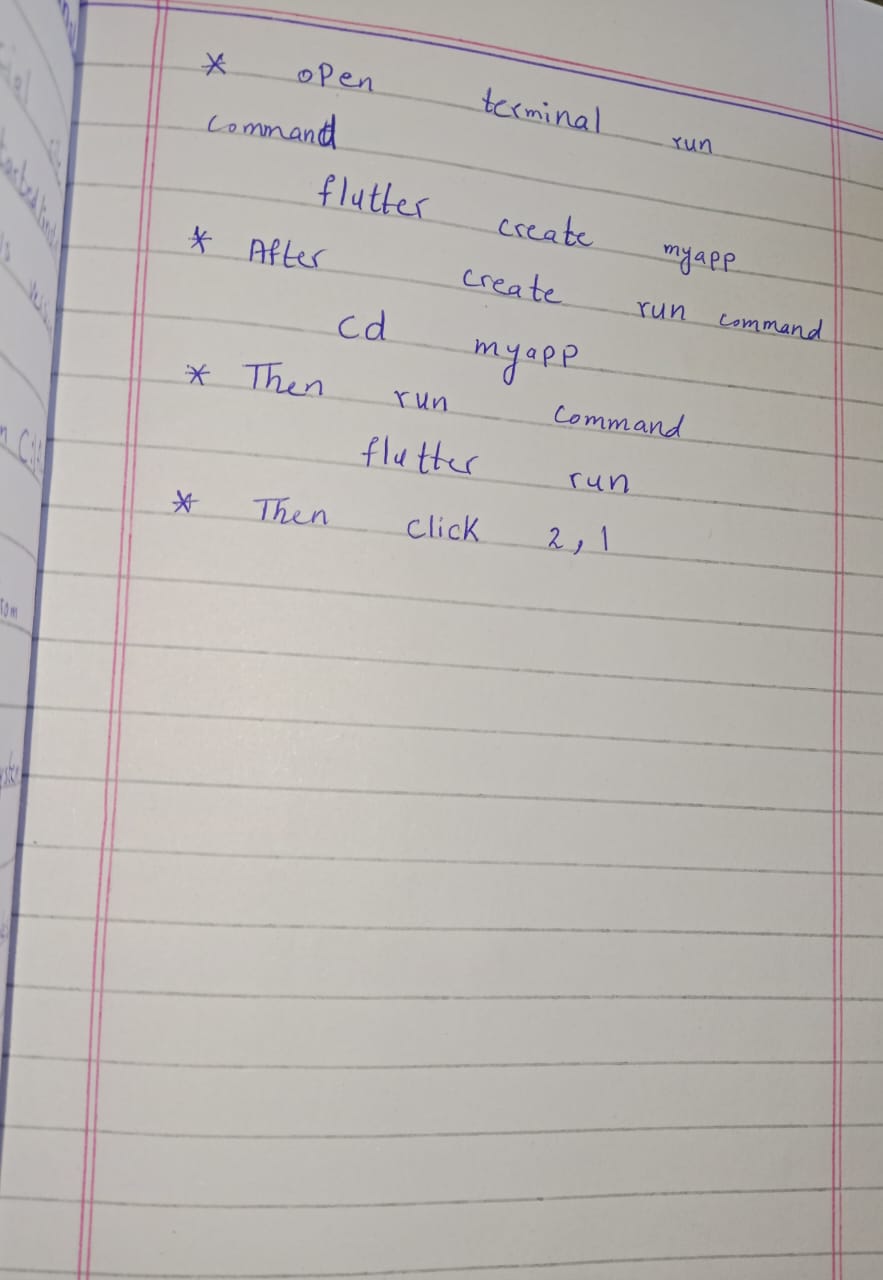 * open terminal run
command
flutter create myapp
* After create run command
cd myapp
* Then run command
flutter run
* Then click 2, 1